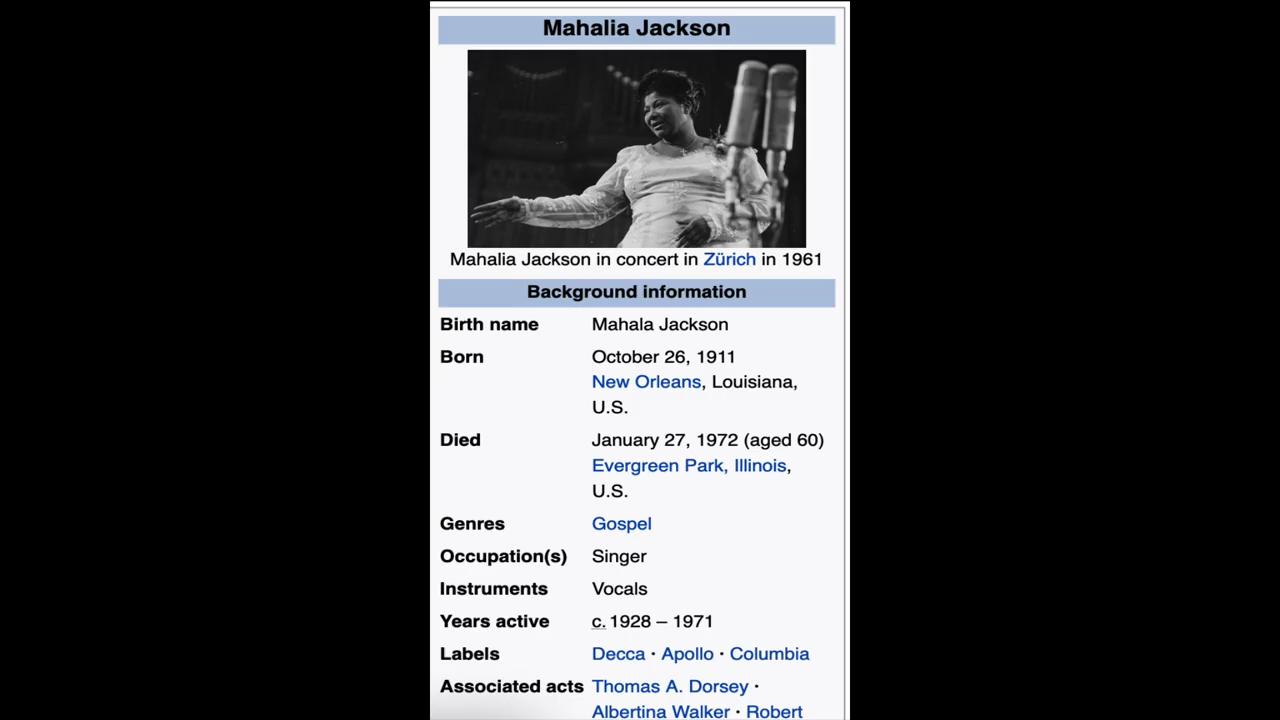 Mahalia Jackson
Mahalia Jackson in concert in Zürich in 1961
Background information
Birth name Mahala Jackson
Born October 26, 1911
New Orleans, Louisiana,
U.S.
Died January 27, 1972 (aged 60)
Evergreen Park, Illinois,
U.S.
Genres Gospel
Occupation(s) Singer
Instruments Vocals
Years active c. 1928 – 1971
Labels Decca · Apollo · Columbia
Associated acts Thomas A. Dorsey ·
Albertina Walker · Robert